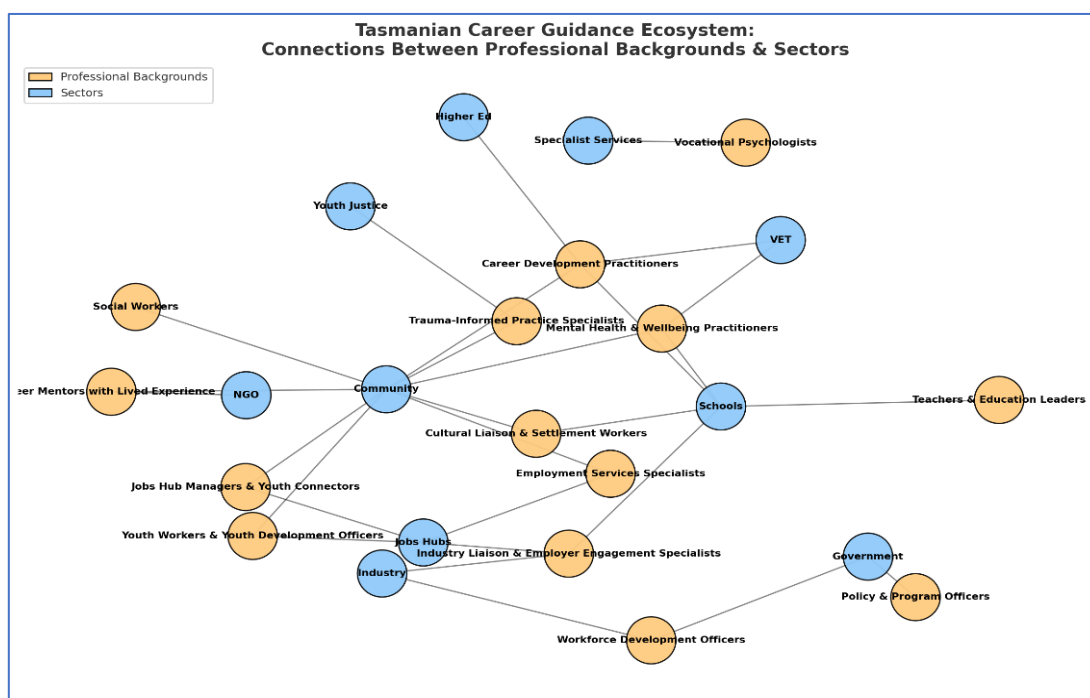 Tasmanian Career Guidance Ecosystem:
Connections Between Professional Backgrounds & Sectors
Professional Backgrounds
Sectors
Higher Ed
Specialist Services
Vocational Psychologists
Youth Justice
VET
Career Development Practitioners
Social Workers
Trauma-Informed Practice Specialists
Mental Health & Wellbeing Practitioners
eer Mentors with Lived Experience
NGO
Community
Schools
Teachers & Education Leaders
Cultural Liaison & Settlement Workers
Employment Services Specialists
Jobs Hub Managers & Youth Connectors
Youth Workers & Youth Development Officers
Jobs Hubs
Industry Liaison & Employer Engagement Specialists
Government
Industry
Policy & Program Officers
Workforce Development Officers